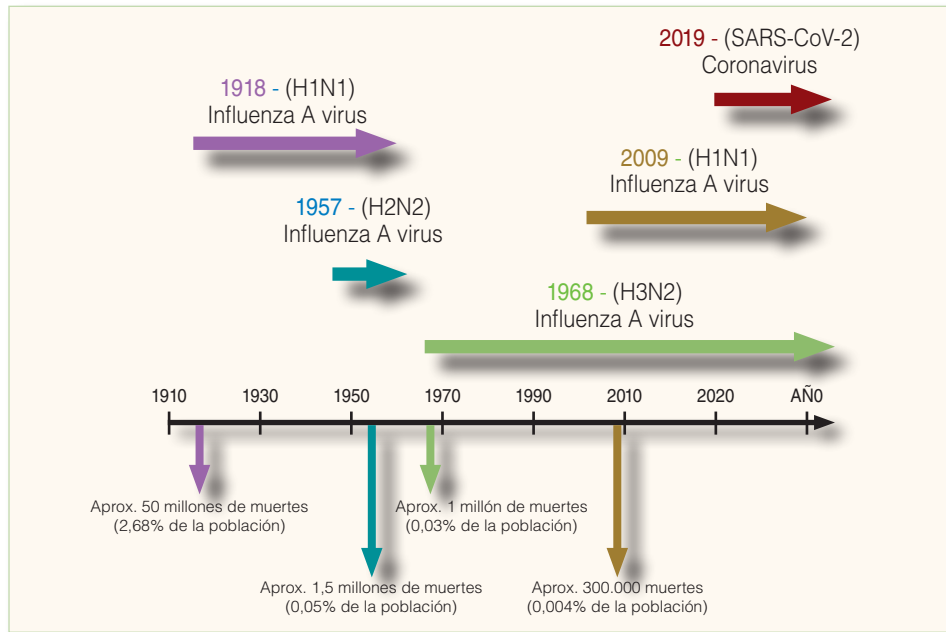 2019 - (SARS-CoV-2)
Coronavirus
1918 - (H1N1)
Influenza A virus
2009 - (H1N1)
Influenza A virus
1957 - (H2N2)
Influenza A virus
1968 - (H3N2)
Influenza A virus
1910
1930
1950
1970
1990
2010
2020
AÑO
Aprox. 50 millones de muertes
(2,68% de la población)
Aprox. 1 millón de muertes
(0,03% de la población)
Aprox. 1,5 millones de muertes
(0,05% de la población)
Aprox. 300.000 muertes
(0,004% de la población)